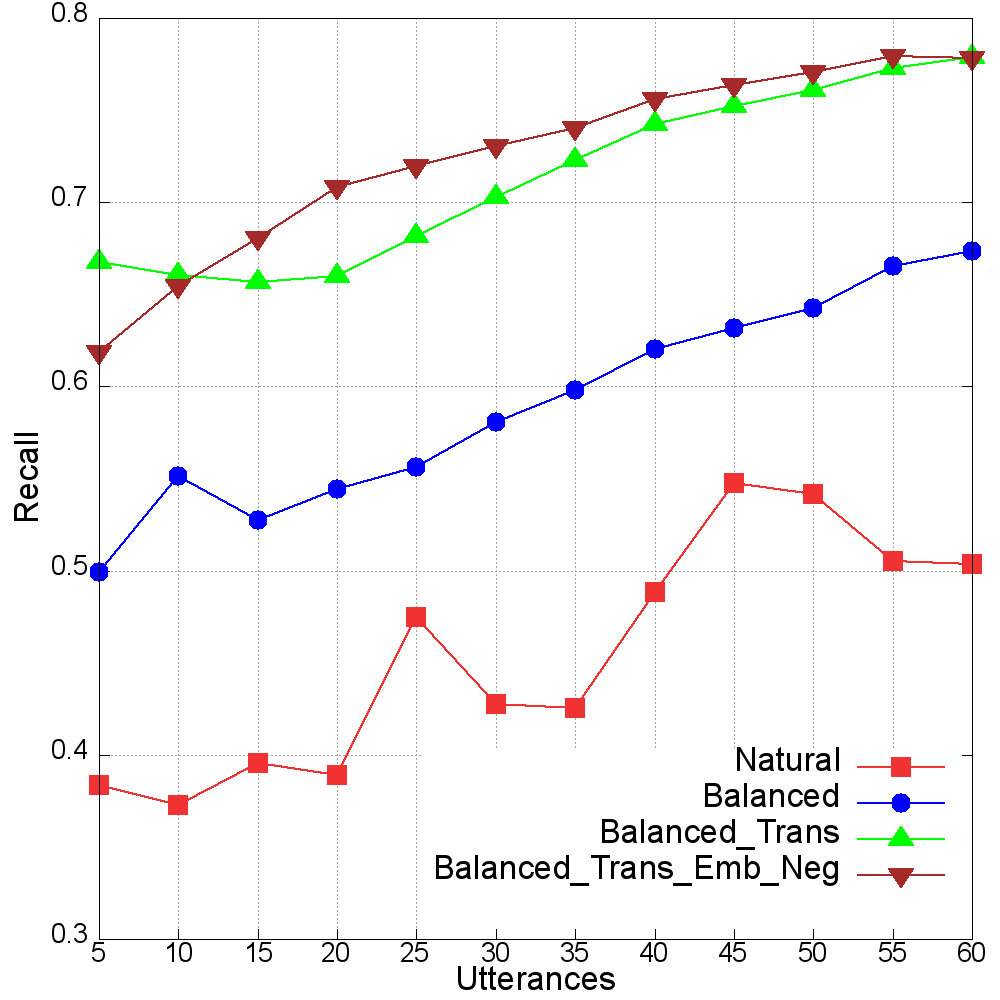 0.8
0.7
0.6
0.5
0.4
0.3
Recall
Natural
Balanced
Balanced_Trans
Balanced_Trans_Emb_Neg
5 10 15 20 25 30 35 40 45 50 55 60
Utterances